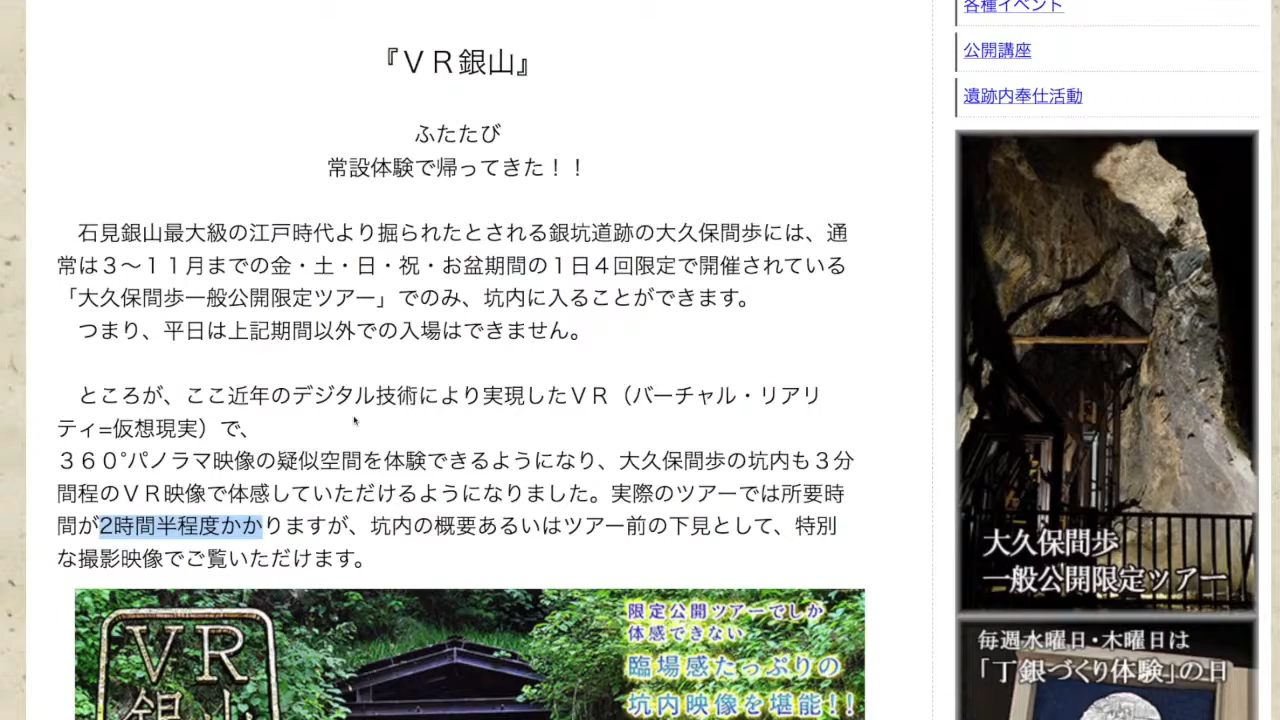 『ＶＲ銀山』
ふたたび
常設体験で帰ってきた！！
石見銀山最大級の江戸時代より掘られたとされる銀坑道跡の大久保間歩には、通
常は３〜１１月までの金・土・日・祝・お盆期間の１日４回限定で開催されている
「大久保間歩一般公開限定ツアー」でのみ、坑内に入ることができます。
つまり、平日は上記期間以外での入場はできません。
ところが、ここ近年のデジタル技術により実現したＶＲ（バーチャル・リアリ
ティ=仮想現実）で、
３６０°パノラマ映像の疑似空間を体験できるようになり、大久保間歩の坑内も３分
間程のＶＲ映像で体感していただけるようになりました。実際のツアーでは所要時
間が2時間半程度かかりますが、坑内の概要あるいはツアー前の下見として、特別
な撮影映像でご覧いただけます。
ＶＲ
銀山
限定公開ツアーでしか
体感できない
臨場感たっぷりの
坑内映像を堪能!!
各種イベント
公開講座
遺跡内奉仕活動
大久保間歩
一般公開限定ツアー
毎週水曜日・木曜日は
「丁銀づくり体験」の日